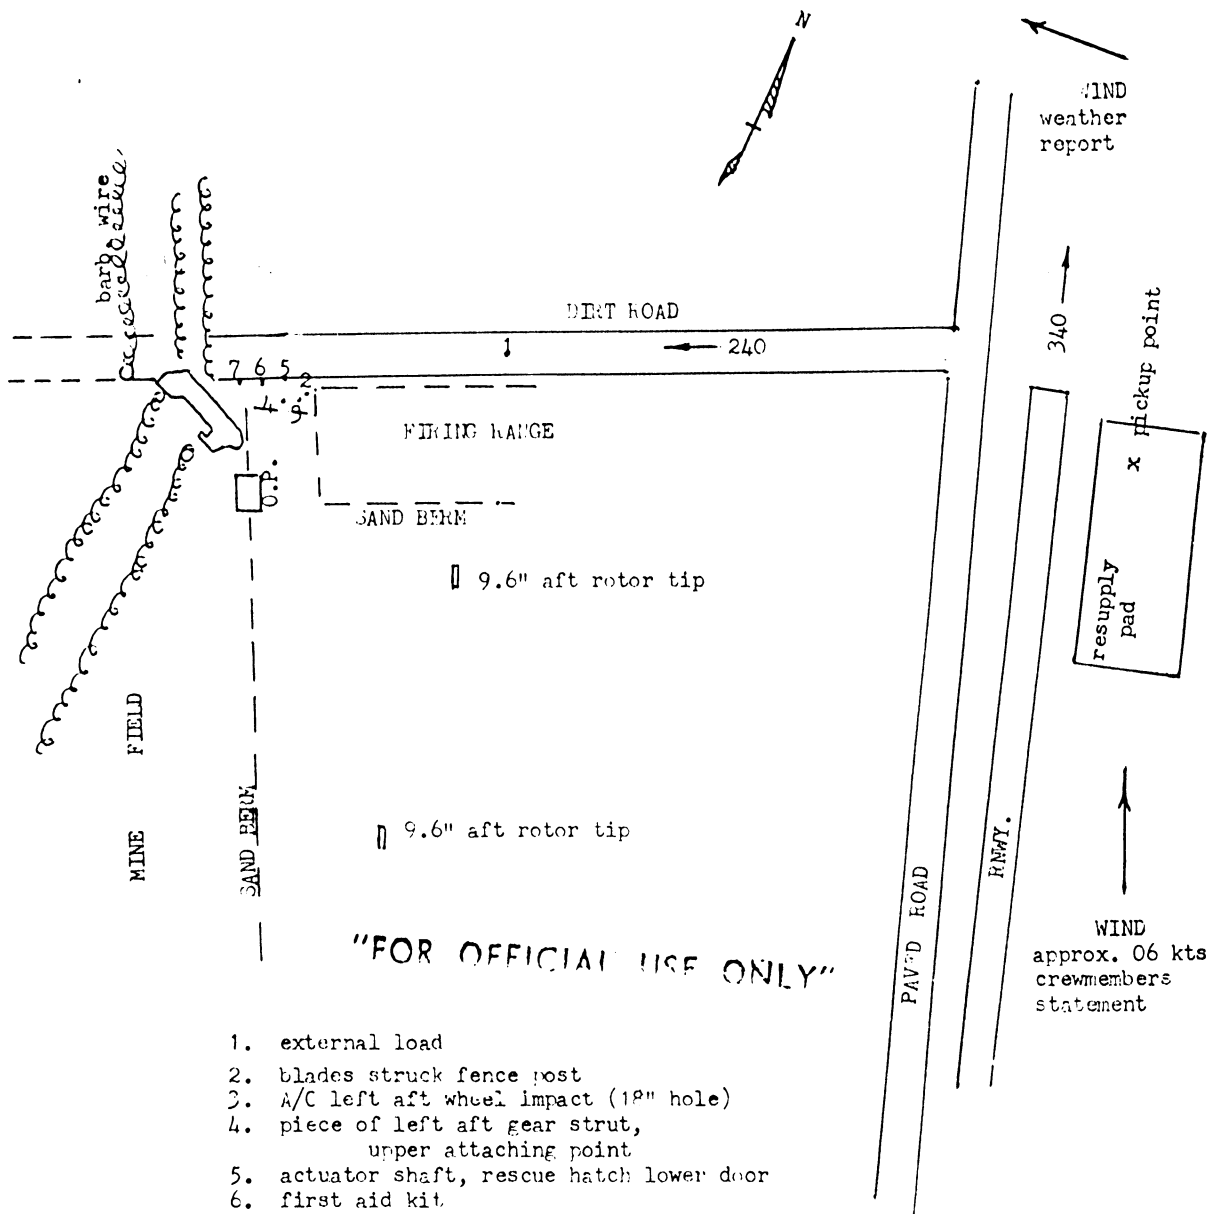 N
WIND
weather
report
barb. wire
DIRT ROAD
1
240
340
pickup point
x
7 6 5 2
4
FIRING RANGE
O.P.
SAND BERM
resupply
pad
9.6" aft rotor tip
MINE FIELD
SAND BERM
9.6" aft rotor tip
PAVED ROAD
RNWY.
WIND
approx. 06 kts
crewmembers
statement
"FOR OFFICIAL USE ONLY"
1. external load
2. blades struck fence post
3. A/C left aft wheel impact (18" hole)
4. piece of left aft gear strut,
upper attaching point
5. actuator shaft, rescue hatch lower door
6. first aid kit